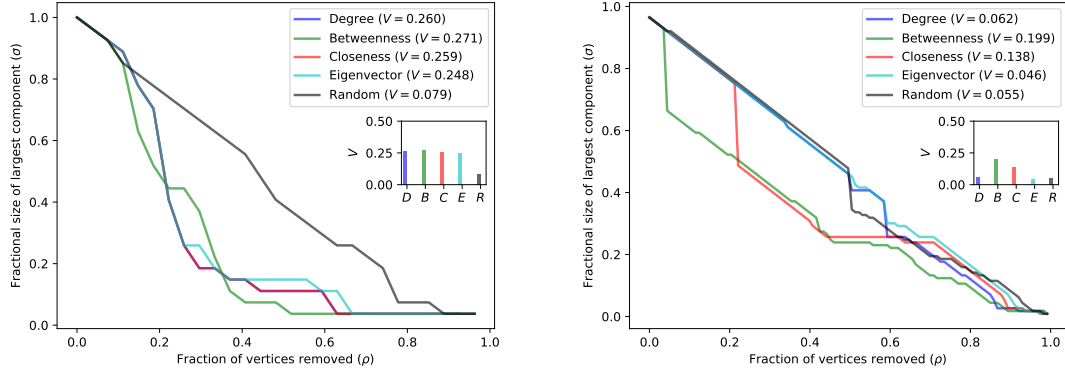 Fractional size of largest component (σ)
1.0
0.8
0.6
0.4
0.2
0.0
Degree (V = 0.260)
Betweenness (V = 0.271)
Closeness (V = 0.259)
Eigenvector (V = 0.248)
Random (V = 0.079)
V
0.50
0.25
0.00
D B C E R
0.0 0.2 0.4 0.6 0.8 1.0
Fraction of vertices removed (ρ)
Fractional size of largest component (σ)
1.0
0.8
0.6
0.4
0.2
0.0
Degree (V = 0.062)
Betweenness (V = 0.199)
Closeness (V = 0.138)
Eigenvector (V = 0.046)
Random (V = 0.055)
V
0.50
0.25
0.00
D B C E R
0.0 0.2 0.4 0.6 0.8 1.0
Fraction of vertices removed (ρ)